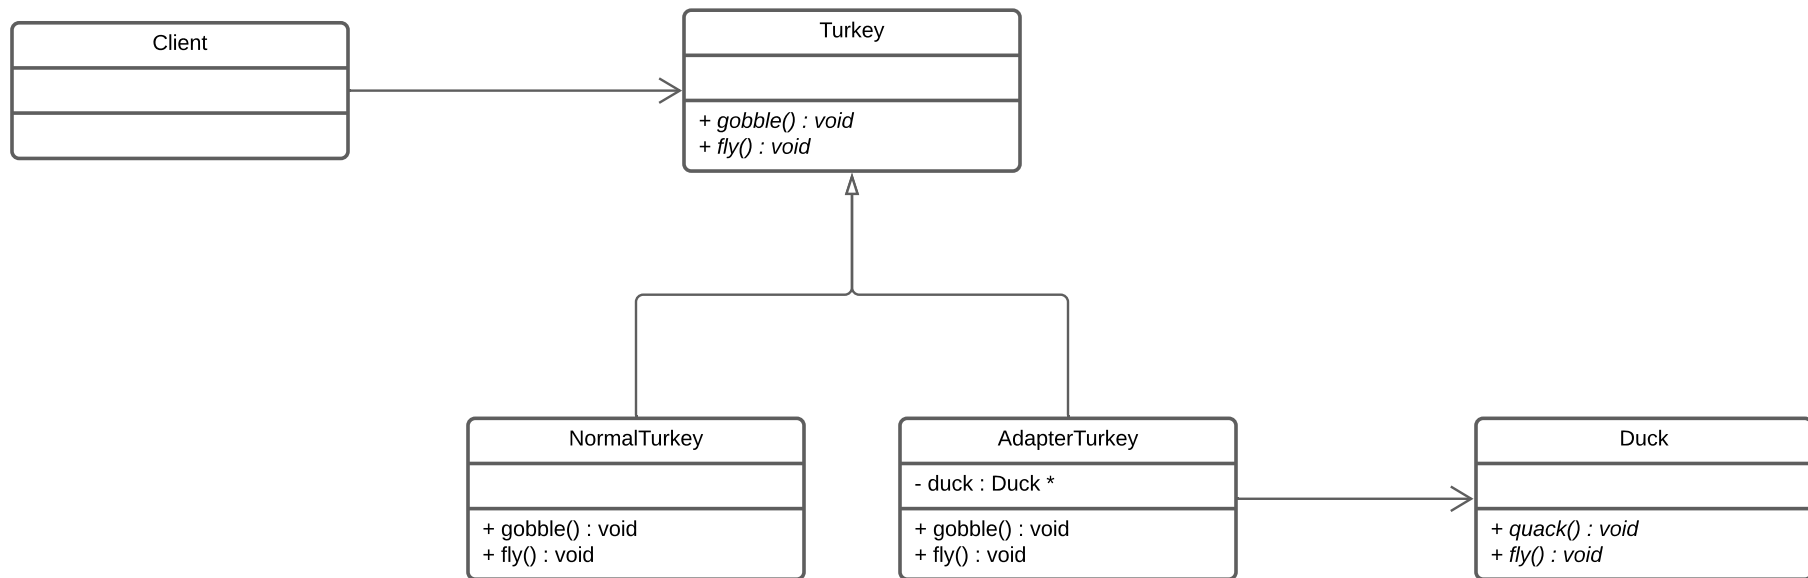 Client
Turkey
+ gobble() : void
+ fly() : void
NormalTurkey
+ gobble() : void
+ fly() : void
AdapterTurkey
- duck : Duck *
+ gobble() : void
+ fly() : void
Duck
+ quack() : void
+ fly() : void